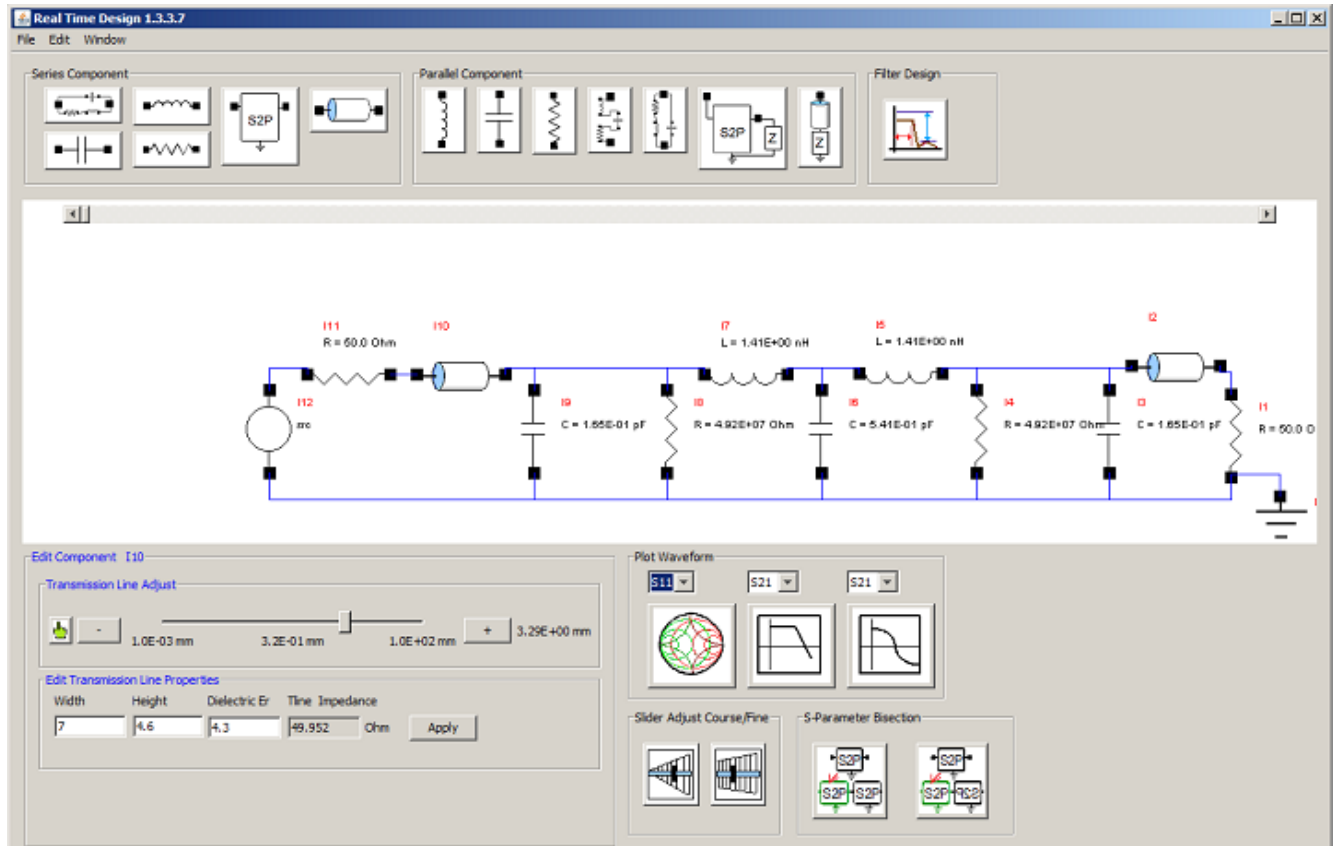 Real Time Design 1.3.3.7
File Edit Window
Series Component
Parallel Component
Filter Design
S2P
S2P
Z
Z
I11
R = 50.0 Ohm
I10
I7
L = 1.41E+00 nH
I5
L = 1.41E+00 nH
I2
I12
src
I9
C = 1.65E-01 pF
I8
R = 4.92E+07 Ohm
I6
C = 5.41E-01 pF
I4
R = 4.92E+07 Ohm
I3
C = 1.65E-01 pF
I1
R = 50.0 O
Edit Component I10
Transmission Line Adjust
-
1.0E-03 mm 3.2E-01 mm 1.0E+02 mm
+
3.29E+00 mm
Edit Transmission Line Properties
Width Height Dielectric Er Tline Impedance
7 4.6 4.3 49.952 Ohm Apply
Plot Waveform
S11 S21 S21
Slider Adjust Course/Fine
S-Parameter Bisection
S2P
S2P S2P
S2P
S2P S2P